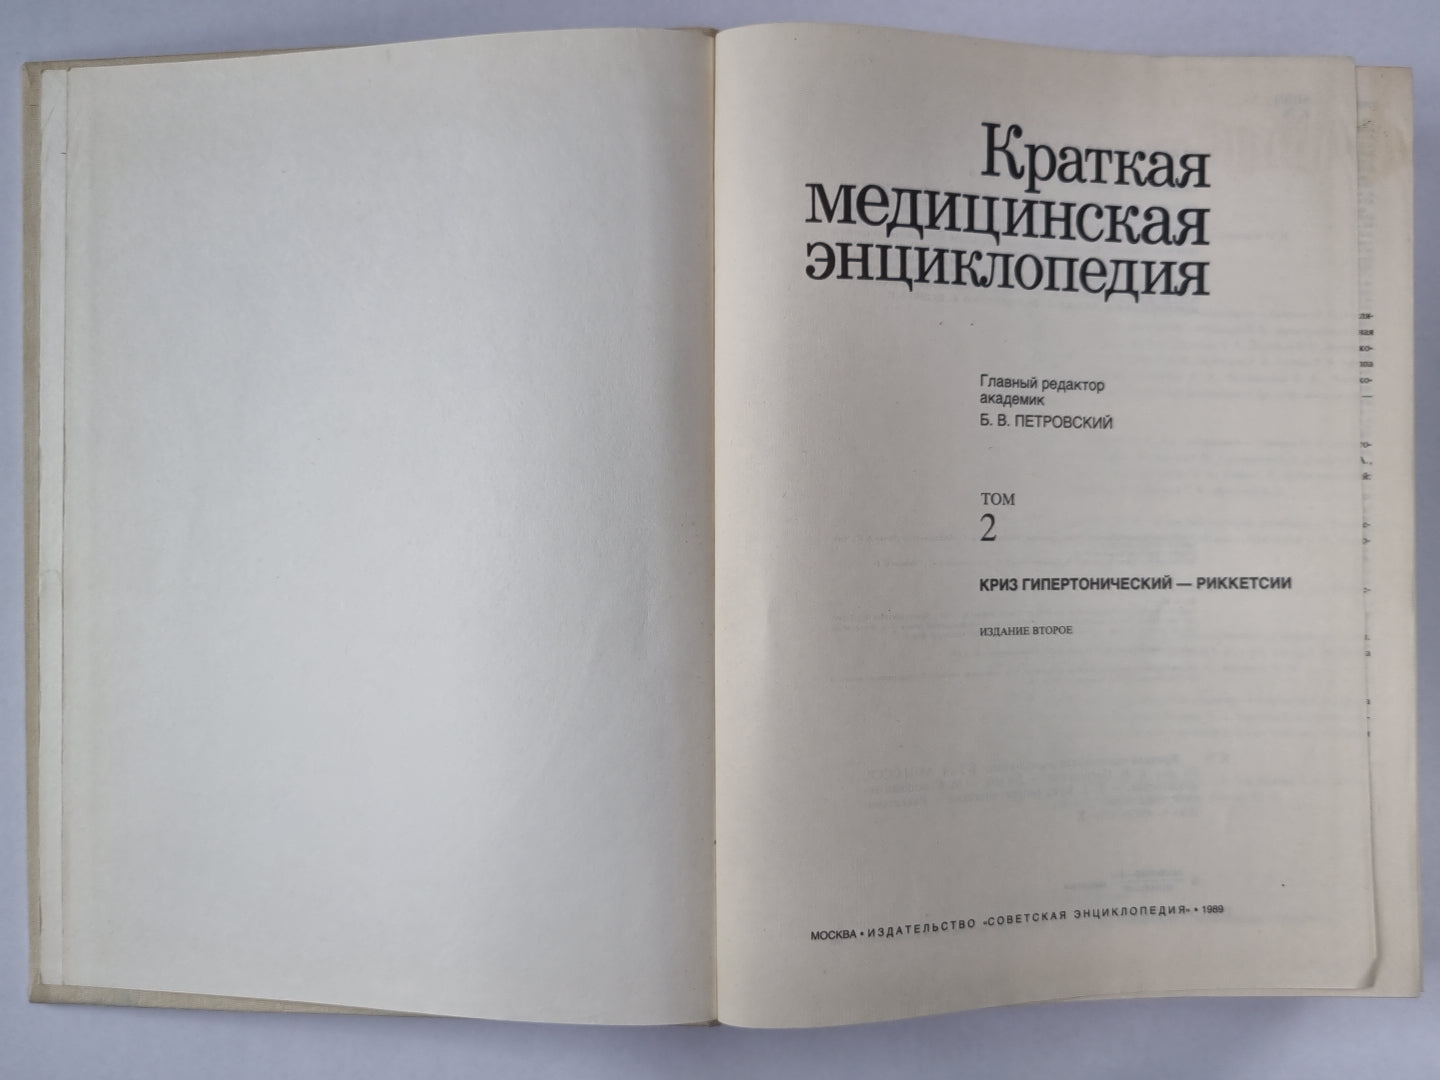 Краткая
медицинская
энциклопедия
Главный редактор
академик
Б. В. ПЕТРОВСКИЙ
ТОМ
2
КРИЗ ГИПЕРТОНИЧЕСКИЙ — РИККЕТСИИ
ИЗДАНИЕ ВТОРОЕ
МОСКВА • ИЗДАТЕЛЬСТВО «СОВЕТСКАЯ ЭНЦИКЛОПЕДИЯ» • 1989